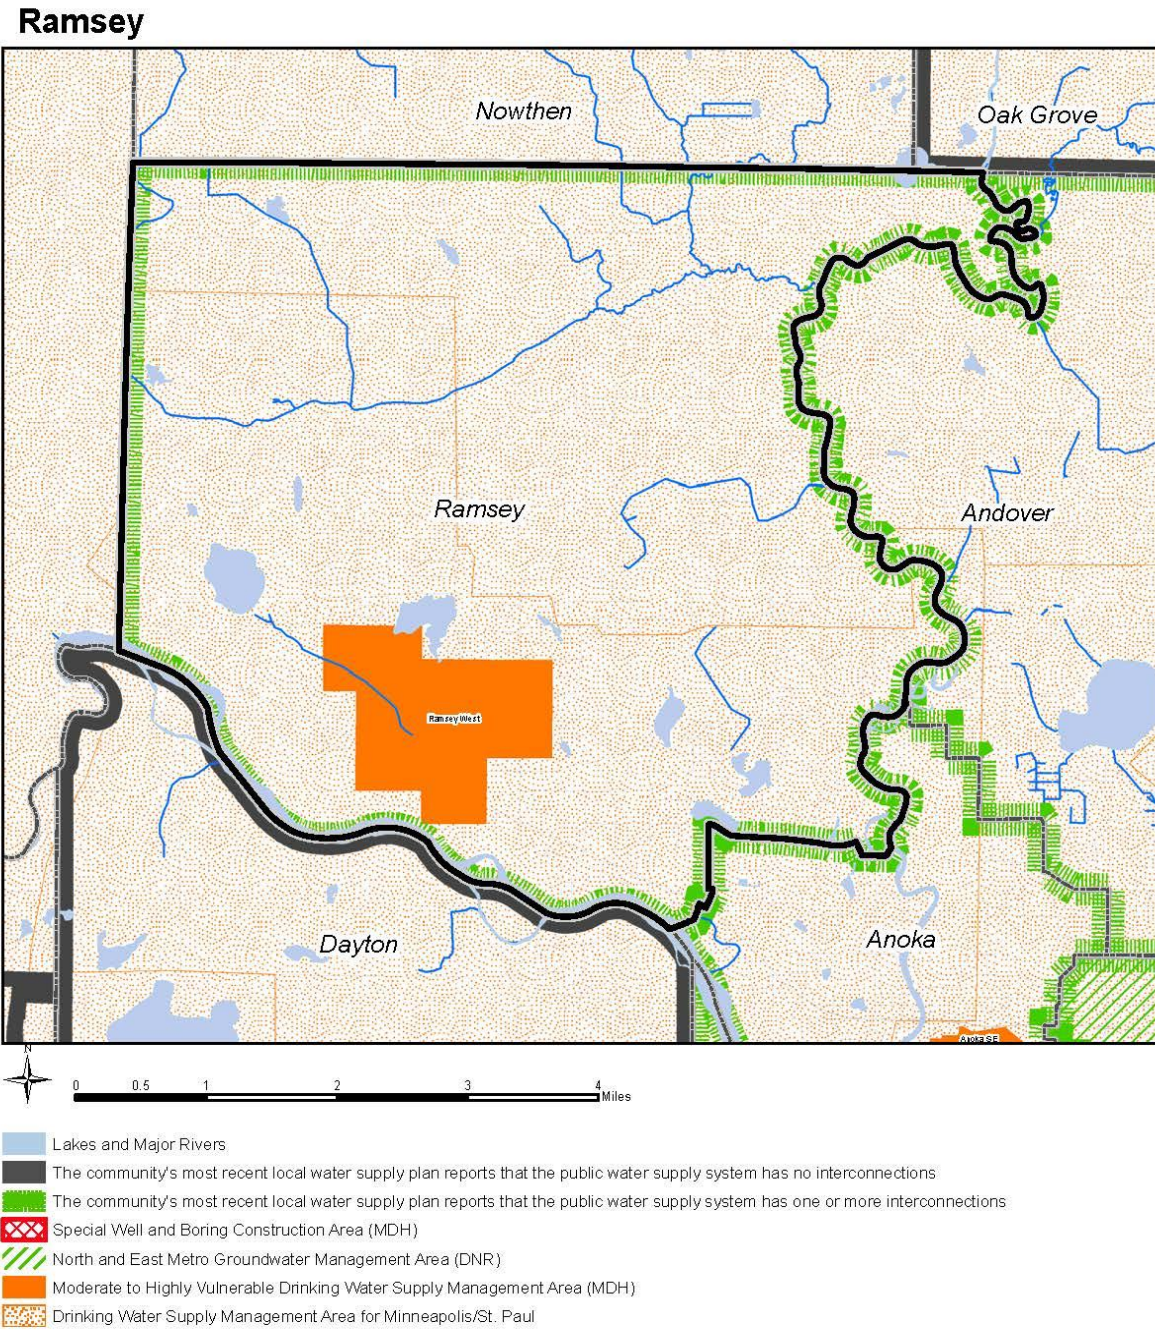 Ramsey
Nowthen
Oak Grove
Ramsey
Andover
Ramsey West
Dayton
Anoka
Anoka SE
N
0 0.5 1 2 3 4
Miles
Lakes and Major Rivers
The community's most recent local water supply plan reports that the public water supply system has no interconnections
The community's most recent local water supply plan reports that the public water supply system has one or more interconnections
Special Well and Boring Construction Area (MDH)
North and East Metro Groundwater Management Area (DNR)
Moderate to Highly Vulnerable Drinking Water Supply Management Area (MDH)
Drinking Water Supply Management Area for Minneapolis/St. Paul